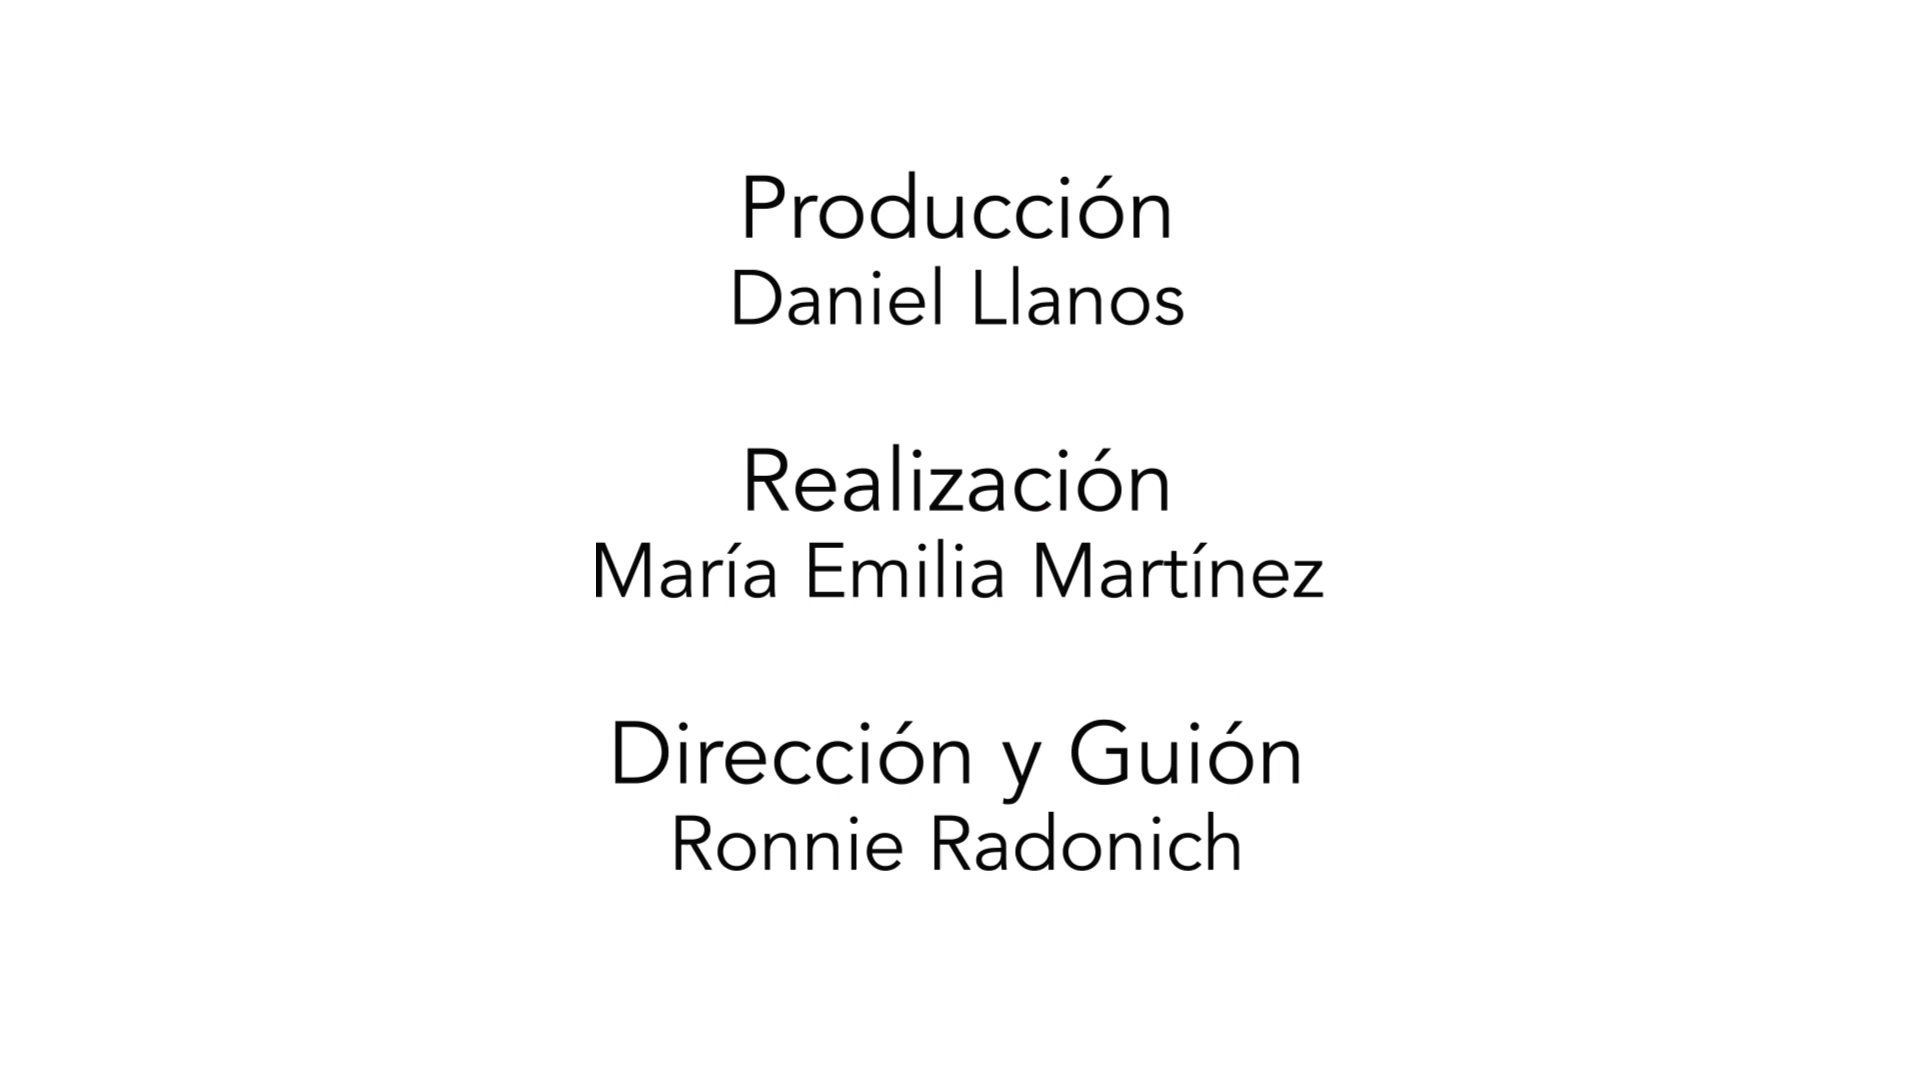 Producción
Daniel Llanos
Realización
María Emilia Martínez
Dirección y Guión
Ronnie Radonich